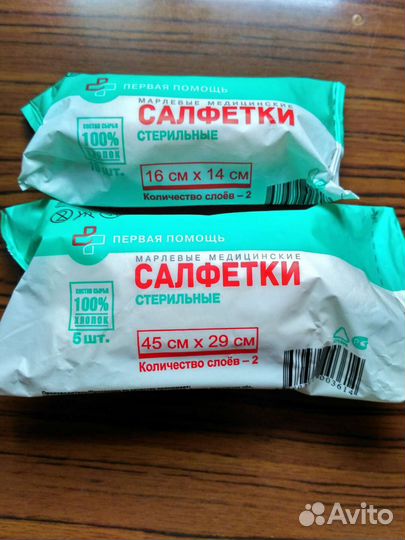 ПЕРВАЯ ПОМОЩЬ
МАРЛЕВЫЕ МЕДИЦИНСКИЕ
САЛФЕТКИ
СТЕРИЛЬНЫЕ
СОСТАВ СЫРЬЯ
100%
ХЛОПОК
шт.
16 см х 14 см
Количество слоёв – 2
ПЕРВАЯ ПОМОЩЬ
МАРЛЕВЫЕ МЕДИЦИНСКИЕ
САЛФЕТКИ
СТЕРИЛЬНЫЕ
СОСТАВ СЫРЬЯ
100%
ХЛОПОК
5 шт.
45 см х 29 см
Количество слоёв – 2
Avito